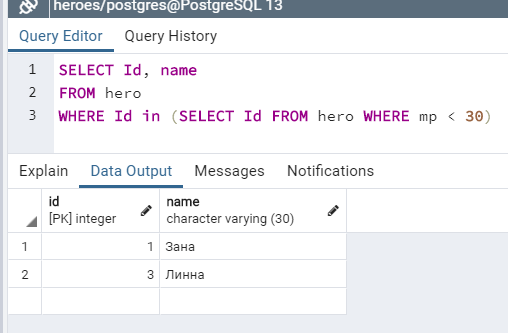 heroes/postgres@PostgreSQL 13
Query Editor Query History
1 SELECT Id, name
2 FROM hero
3 WHERE Id in (SELECT Id FROM hero WHERE mp < 30)
Explain Data Output Messages Notifications
id name
[PK] integer character varying (30)
1 1 Зана
2 3 Линна